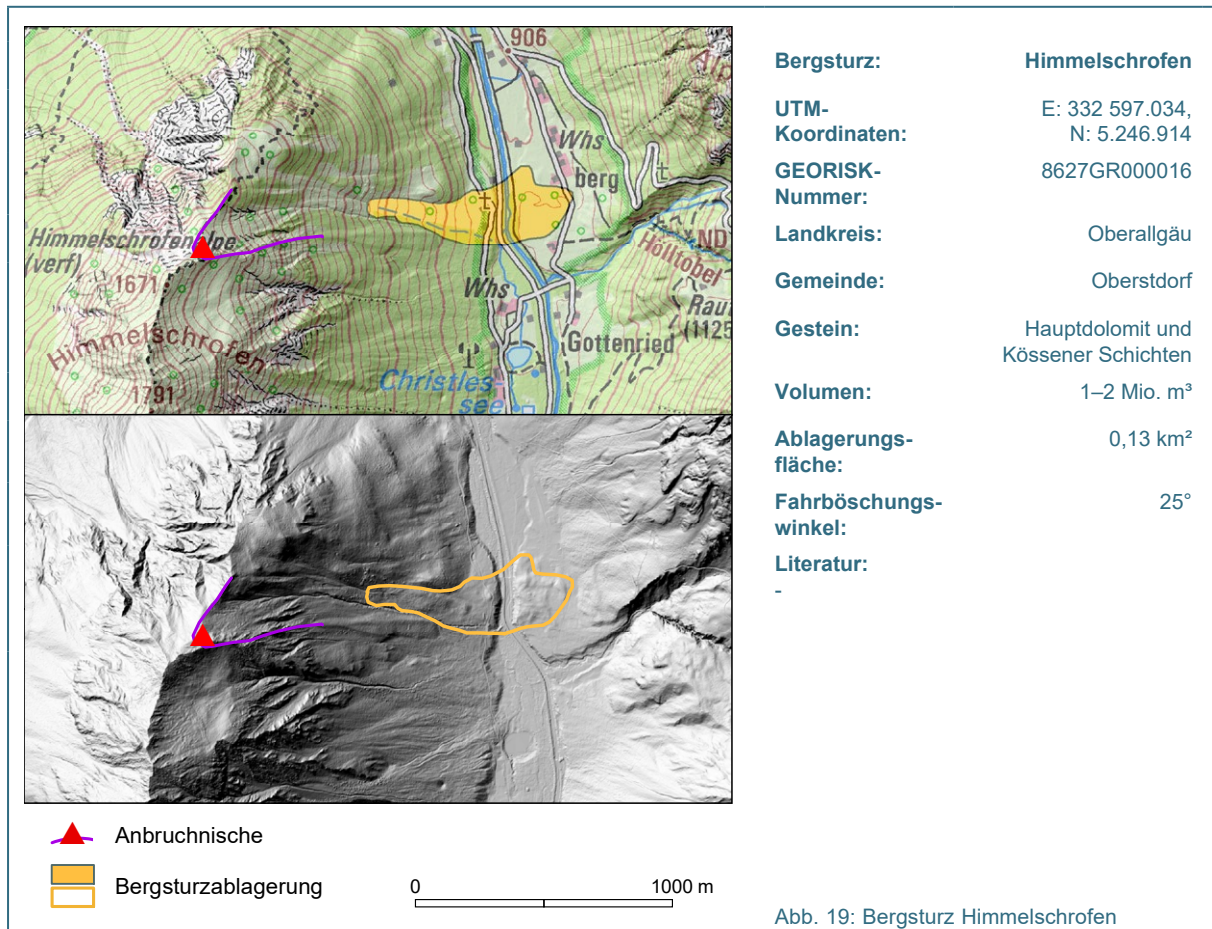 906
Alp
Whs
berg
Himmelschrofenalpe
(verf)
1671
Himmelschrofen
1791
Whs
Hölltobel
ND
Rau
(1125
Gottenried
Christles-
see
Anbruchnische
Bergsturzablagerung
0 1000 m
Bergsturz: Himmelschrofen
UTM- E: 332 597.034,
Koordinaten: N: 5.246.914
GEORISK- 8627GR000016
Nummer:
Landkreis: Oberallgäu
Gemeinde: Oberstdorf
Gestein: Hauptdolomit und
Kössener Schichten
Volumen: 1–2 Mio. m³
Ablagerungs- 0,13 km²
fläche:
Fahrböschungs- 25°
winkel:
Literatur:
-
Abb. 19: Bergsturz Himmelschrofen